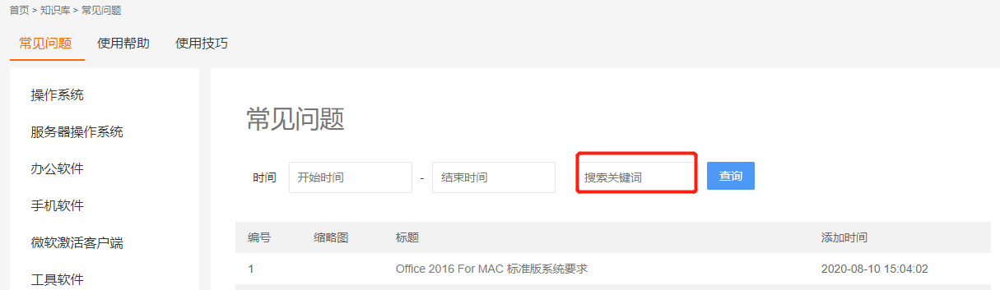 首页 > 知识库 > 常见问题
常见问题 使用帮助 使用技巧
操作系统
服务器操作系统
办公软件
手机软件
微软激活客户端
工具软件
常见问题
时间 开始时间 - 结束时间 搜索关键词 查询
编号 缩略图 标题 添加时间
1 Office 2016 For MAC 标准版系统要求 2020-08-10 15:04:02